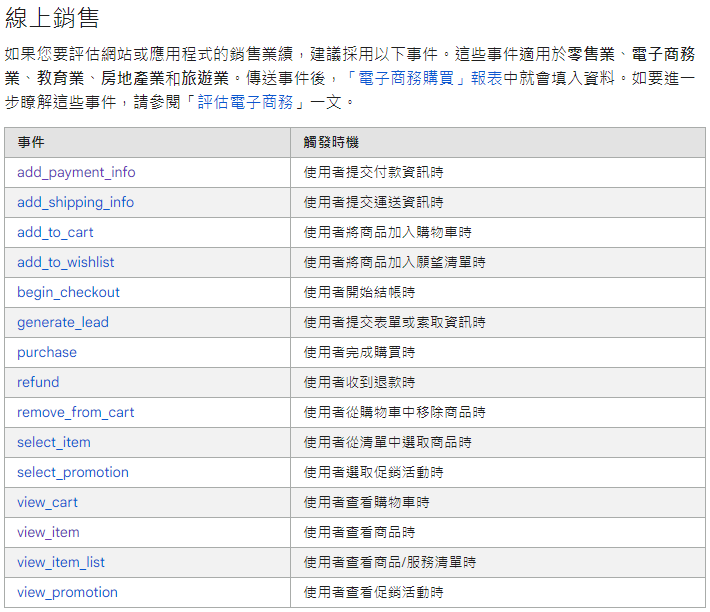 線上銷售
如果您要評估網站或應用程式的銷售業績，建議採用以下事件。這些事件適用於零售業、電子商務
業、教育業、房地產業和旅遊業。傳送事件後，「電子商務購買」報表中就會填入資料。如要進一
步瞭解這些事件，請參閱「評估電子商務」一文。
事件 觸發時機
add_payment_info 使用者提交付款資訊時
add_shipping_info 使用者提交運送資訊時
add_to_cart 使用者將商品加入購物車時
add_to_wishlist 使用者將商品加入願望清單時
begin_checkout 使用者開始結帳時
generate_lead 使用者提交表單或索取資訊時
purchase 使用者完成購買時
refund 使用者收到退款時
remove_from_cart 使用者從購物車中移除商品時
select_item 使用者從清單中選取商品時
select_promotion 使用者選取促銷活動時
view_cart 使用者查看購物車時
view_item 使用者查看商品時
view_item_list 使用者查看商品/服務清單時
view_promotion 使用者查看促銷活動時